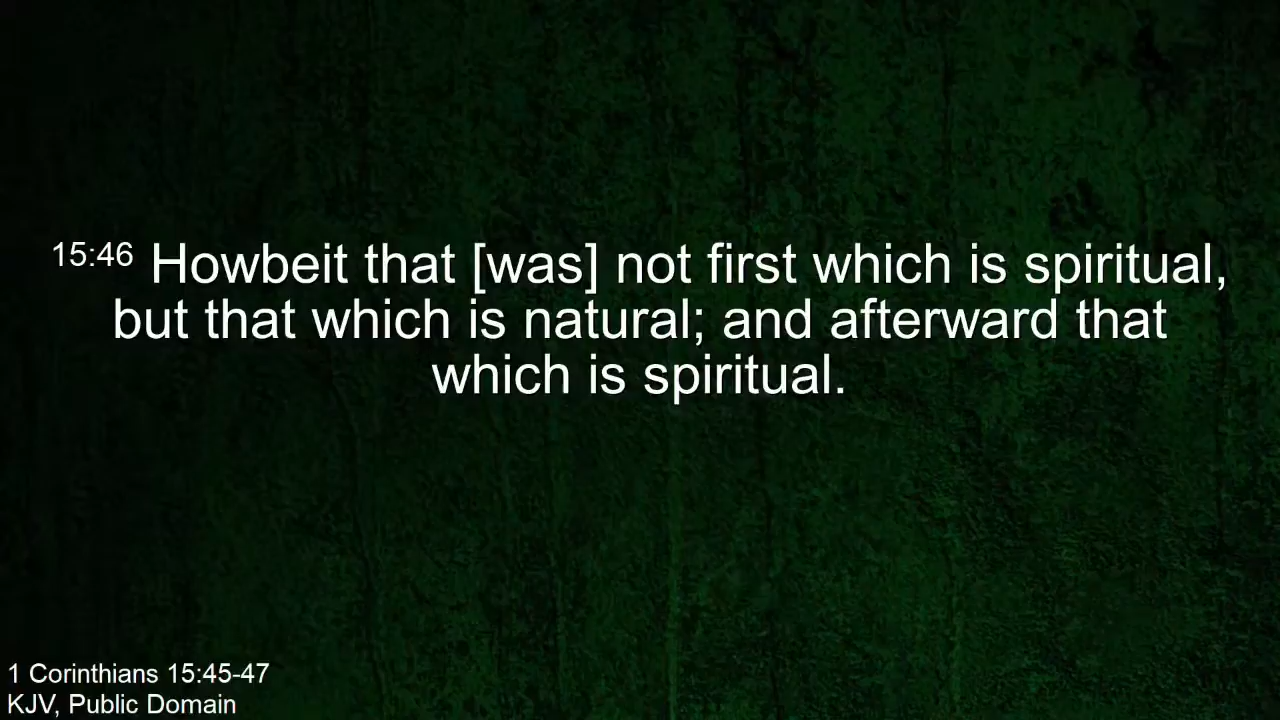 15:46 Howbeit that [was] not first which is spiritual,
but that which is natural; and afterward that
which is spiritual.
1 Corinthians 15:45-47
KJV, Public Domain